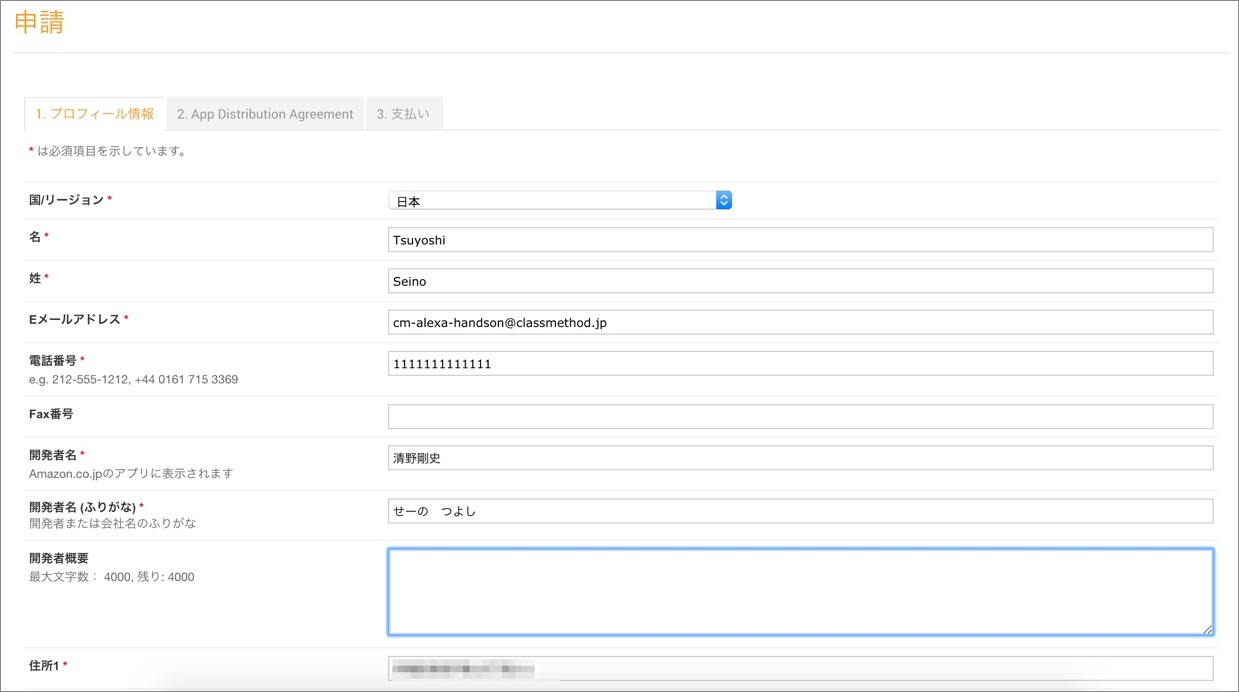 申請
1. プロフィール情報 2. App Distribution Agreement 3. 支払い
* は必須項目を示しています。
国/リージョン * 日本
名 * Tsuyoshi
姓 * Seino
Eメールアドレス * cm-alexa-handson@classmethod.jp
電話番号 * 1111111111111
e.g. 212-555-1212, +44 0161 715 3369
Fax番号
開発者名 * 清野剛史
Amazon.co.jpのアプリに表示されます
開発者名 (ふりがな) * せーの　つよし
開発者または会社名のふりがな
開発者概要
最大文字数： 4000, 残り: 4000
住所1 *